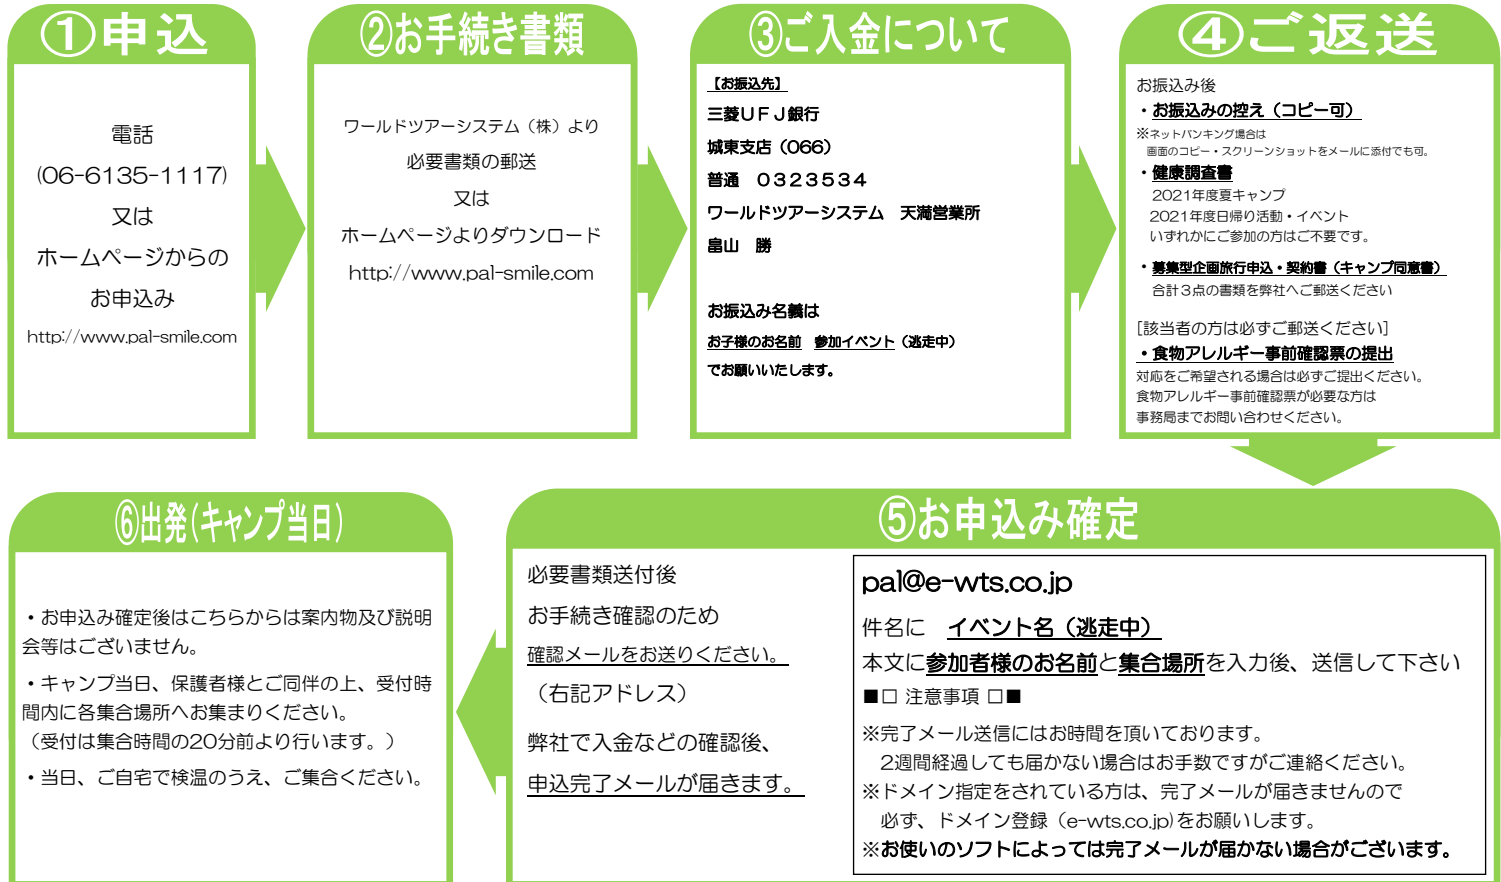 ①申込
電話
(06-6135-1117)
又は
ホームページからの
お申込み
http://www.pal-smile.com
②お手続き書類
ワールドツアーシステム（株）より
必要書類の郵送
又は
ホームページよりダウンロード
http://www.pal-smile.com
③ご入金について
【お振込先】
三菱ＵＦＪ銀行
城東支店（066）
普通　０３２３５３４
ワールドツアーシステム　天満営業所
畠山　勝
お振込み名義は
お子様のお名前　参加イベント（逃走中）
でお願いいたします。
④ご返送
お振込み後
・お振込みの控え（コピー可）
※ネットバンキング場合は
画面のコピー・スクリーンショットをメールに添付でも可。
・健康調査書
2021年度夏キャンプ
2021年度日帰り活動・イベント
いずれかにご参加の方はご不要です。
・募集型企画旅行申込・契約書（キャンプ同意書）
合計３点の書類を弊社へご郵送ください
[該当者の方は必ずご郵送ください]
・食物アレルギー事前確認票の提出
対応をご希望される場合は必ずご提出ください。
食物アレルギー事前確認票が必要な方は
事務局までお問い合わせください。
⑤お申込み確定
必要書類送付後
お手続き確認のため
確認メールをお送りください。
（右記アドレス）
弊社で入金などの確認後、
申込完了メールが届きます。
pal@e-wts.co.jp
件名に　イベント名（逃走中）
本文に参加者様のお名前と集合場所を入力後、送信して下さい
■□ 注意事項 □■
※完了メール送信にはお時間を頂いております。
2週間経過しても届かない場合はお手数ですがご連絡ください。
※ドメイン指定をされている方は、完了メールが届きませんので
必ず、ドメイン登録（e-wts.co.jp)をお願いします。
※お使いのソフトによっては完了メールが届かない場合がございます。
⑥出発(キャンプ当日)
・お申込み確定後はこちらからは案内物及び説明
会等はございません。
・キャンプ当日、保護者様とご同伴の上、受付時
間内に各集合場所へお集まりください。
（受付は集合時間の20分前より行います。）
・当日、ご自宅で検温のうえ、ご集合ください。